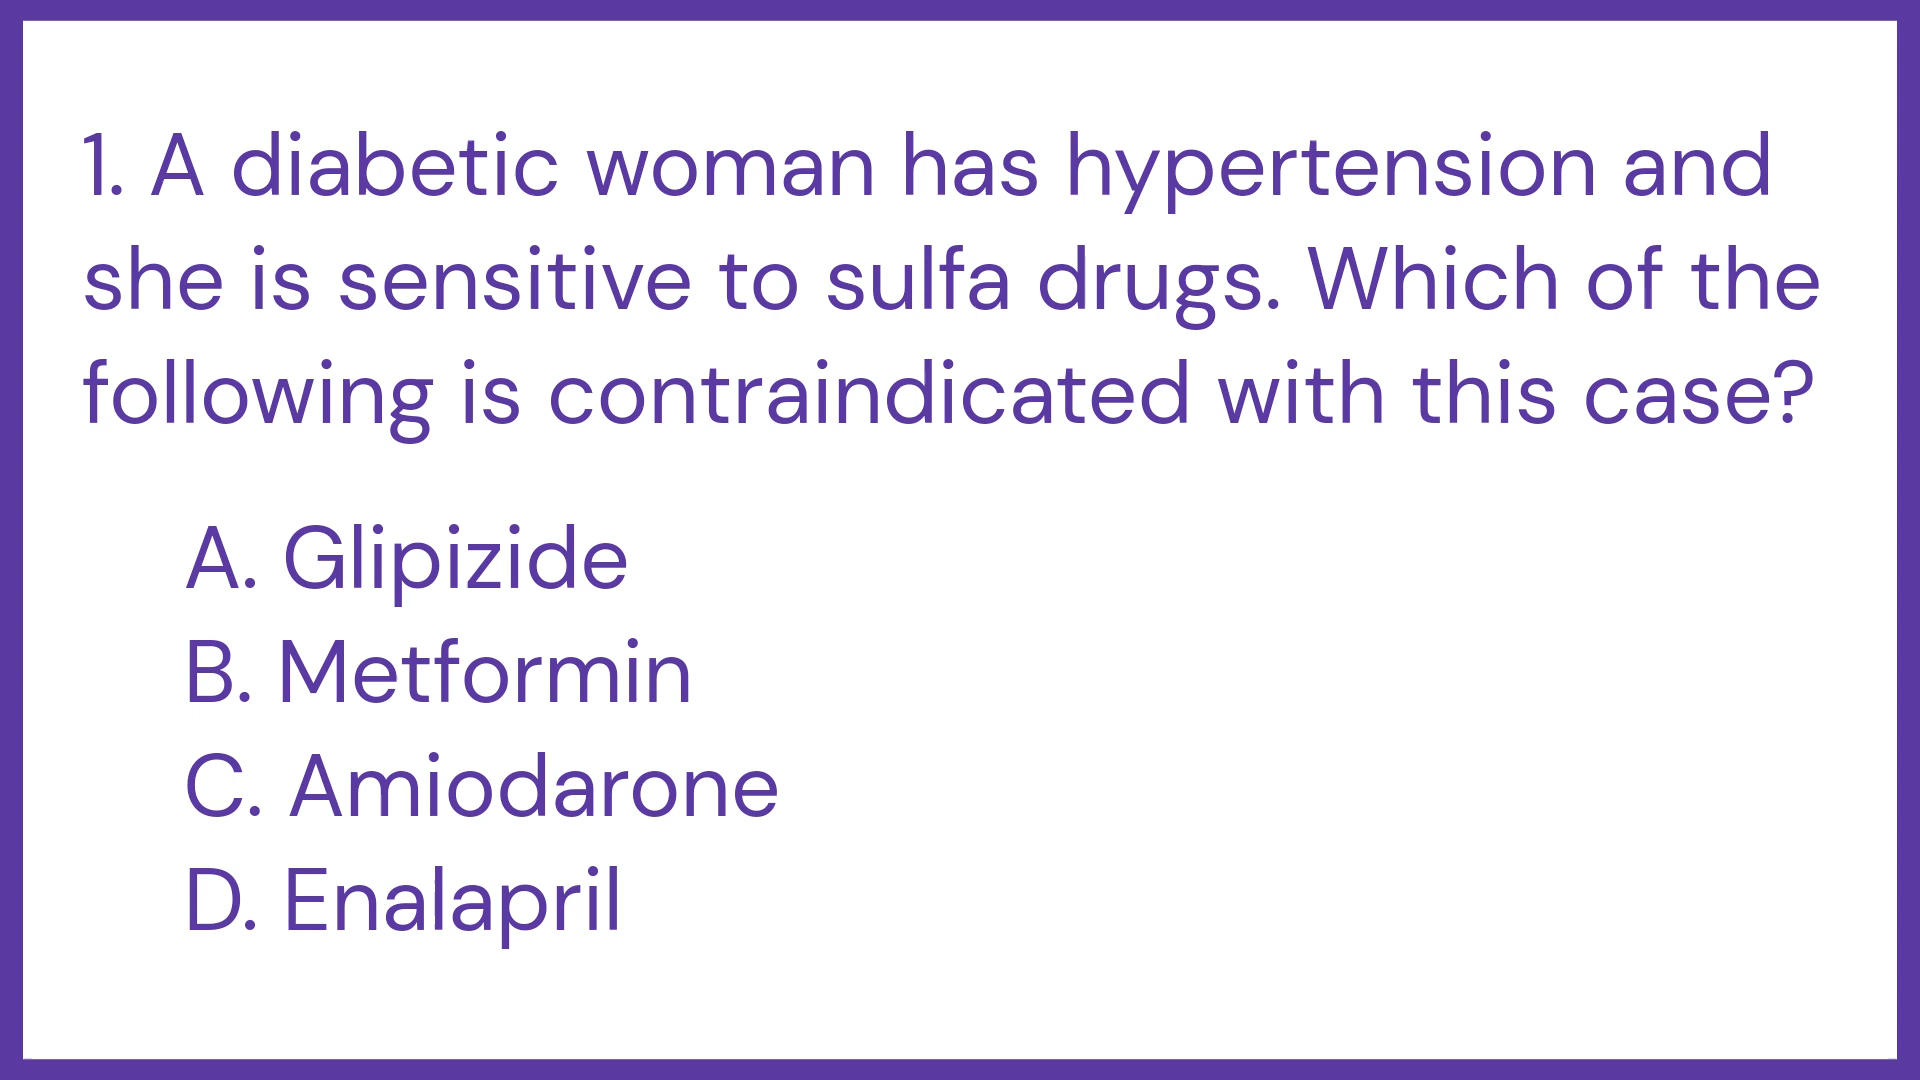 1. A diabetic woman has hypertension and
she is sensitive to sulfa drugs. Which of the
following is contraindicated with this case?
A. Glipizide
B. Metformin
C. Amiodarone
D. Enalapril